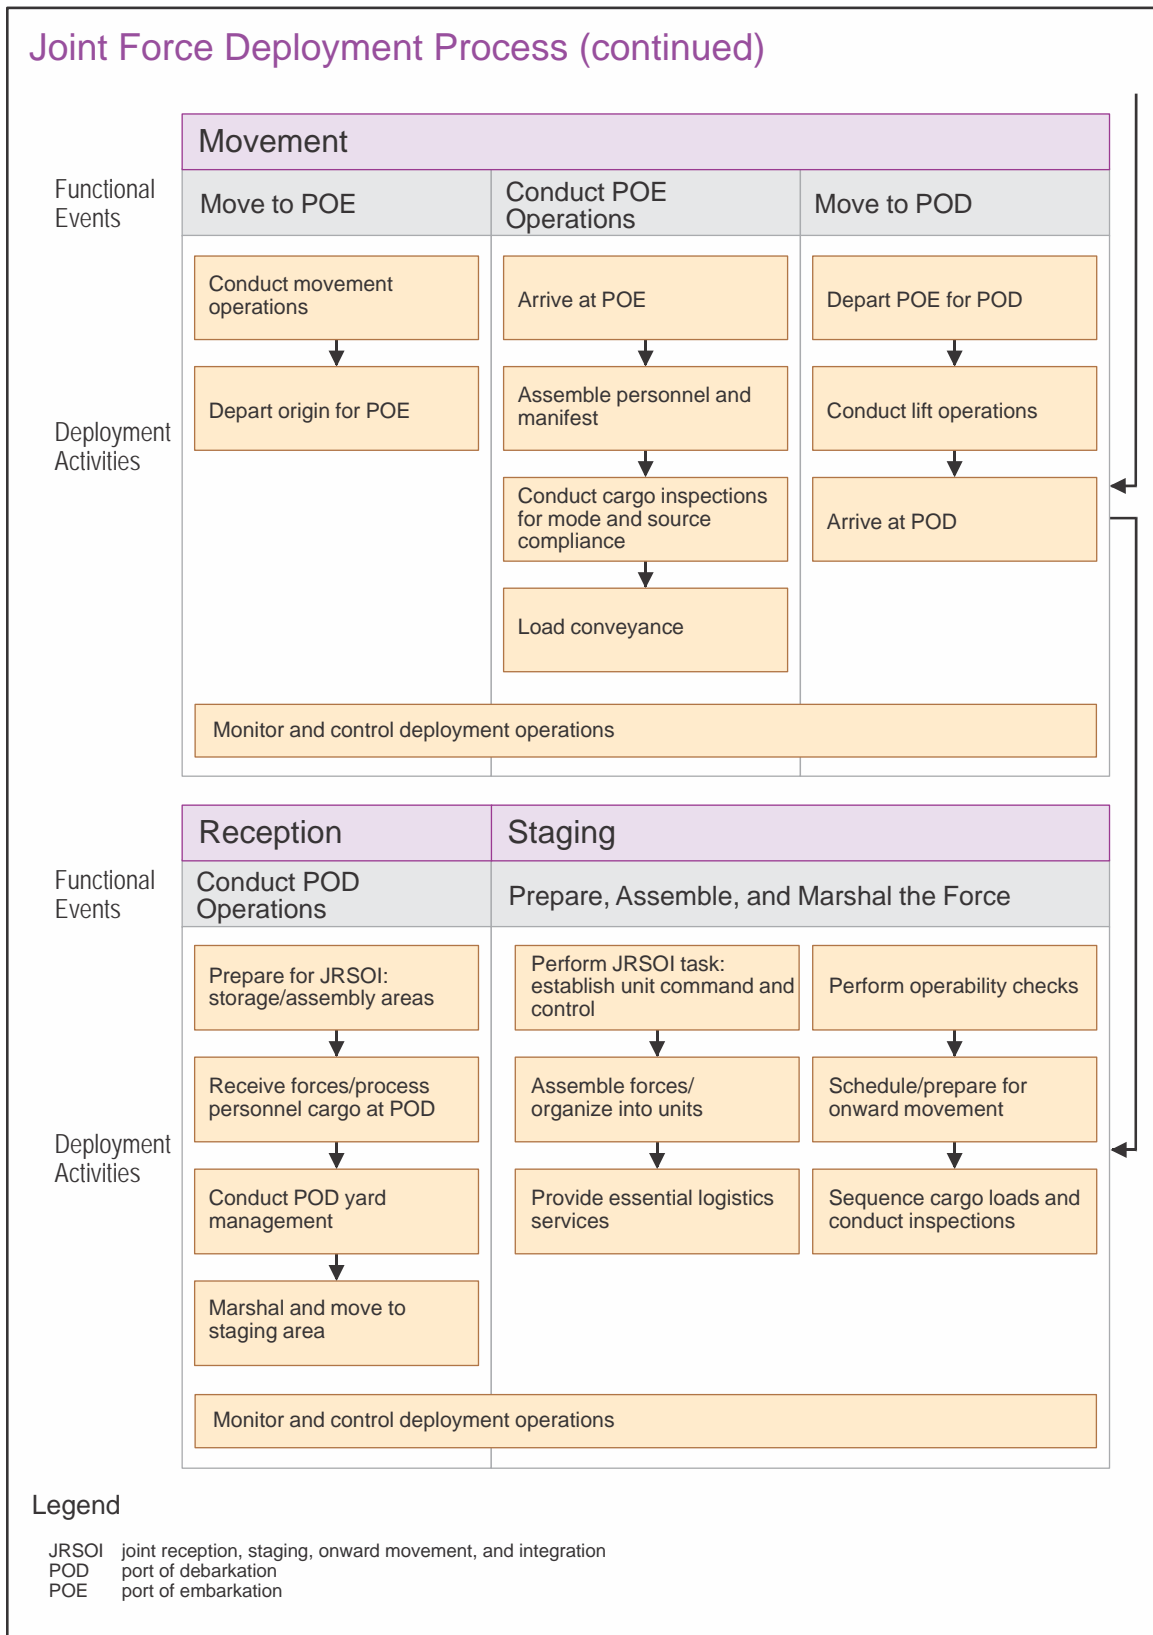 Joint Force Deployment Process (continued)
Movement
Functional
Events
Move to POE
Conduct POE
Operations
Move to POD
Deployment
Activities
Conduct movement
operations
Depart origin for POE
Arrive at POE
Assemble personnel and
manifest
Conduct cargo inspections
for mode and source
compliance
Load conveyance
Depart POE for POD
Conduct lift operations
Arrive at POD
Monitor and control deployment operations
Reception
Staging
Functional
Events
Conduct POD
Operations
Prepare, Assemble, and Marshal the Force
Deployment
Activities
Prepare for JRSOI:
storage/assembly areas
Receive forces/process
personnel cargo at POD
Conduct POD yard
management
Marshal and move to
staging area
Perform JRSOI task:
establish unit command and
control
Assemble forces/
organize into units
Provide essential logistics
services
Perform operability checks
Schedule/prepare for
onward movement
Sequence cargo loads and
conduct inspections
Monitor and control deployment operations
Legend
JRSOI joint reception, staging, onward movement, and integration
POD port of debarkation
POE port of embarkation